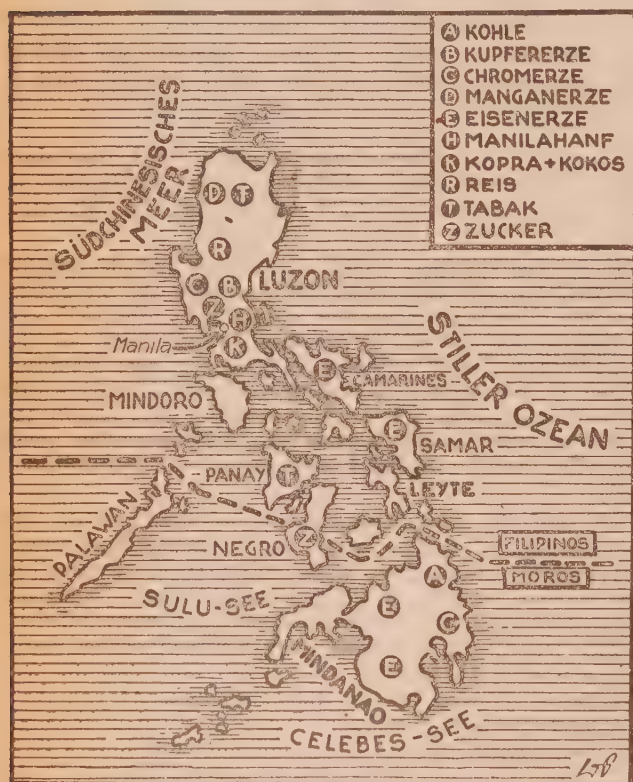 A KOHLE
B KUPFERERZE
C CHROMERZE
D MANGANERZE
E EISENERZE
H MANILAHANF
K KOPRA+KOKOS
R REIS
T TABAK
Z ZUCKER
SÜDCHINESISCHES
MEER
D T
R
C B LUZON
Z H
Manila K
STILLER OZEAN
E CAMARINES
MINDORO
E SAMAR
PANAY T
LEYTE
PALAWAN
NEGRO Z
FILIPINOS
MOROS
A
SULU-SEE
E C
E
MINDANAO
CELEBES-SEE